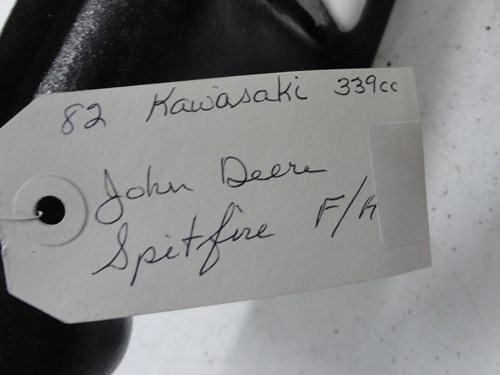 82 Kawasaki 339cc
John Deere
Spitfire F/A